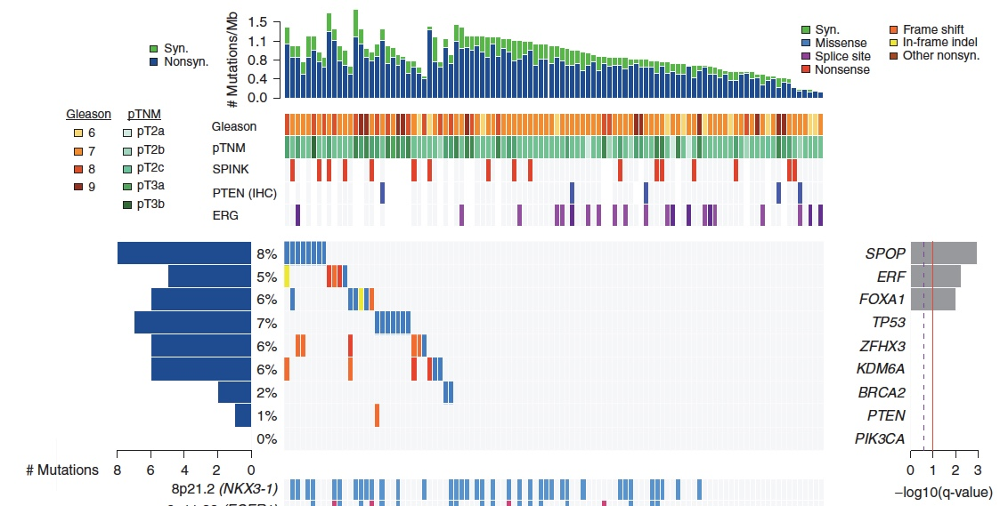 # Mutations/Mb
1.5
1.1
0.8
0.4
0.0
Syn.
Nonsyn.
Syn.
Missense
Splice site
Nonsense
Frame shift
In-frame indel
Other nonsyn.
Gleason
6
7
8
9
pTNM
pT2a
pT2b
pT2c
pT3a
pT3b
Gleason
pTNM
SPINK
PTEN (IHC)
ERG
8%
5%
6%
7%
6%
6%
2%
1%
0%
SPOP
ERF
FOXA1
TP53
ZFHX3
KDM6A
BRCA2
PTEN
PIK3CA
# Mutations
8 6 4 2 0
0 1 2 3
−log10(q-value)
8p21.2 (NKX3-1)